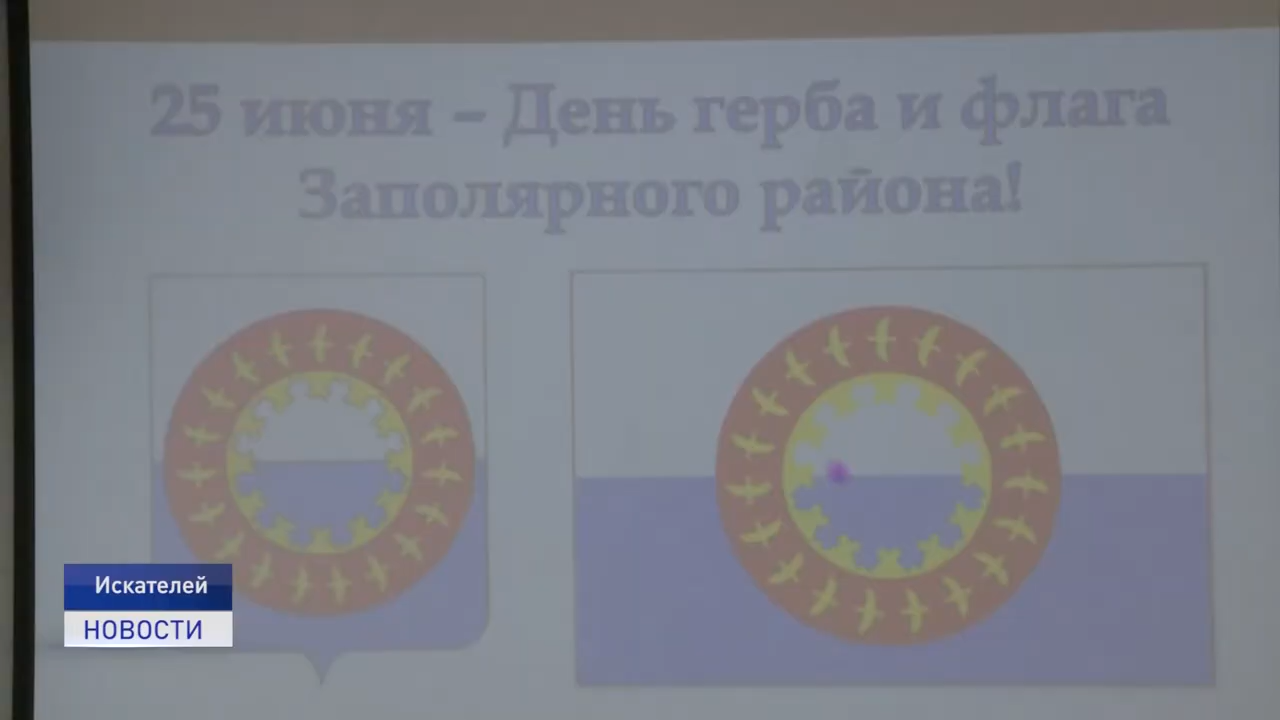 25 июня – День герба и флага
Заполярного района!
Искателей
НОВОСТИ